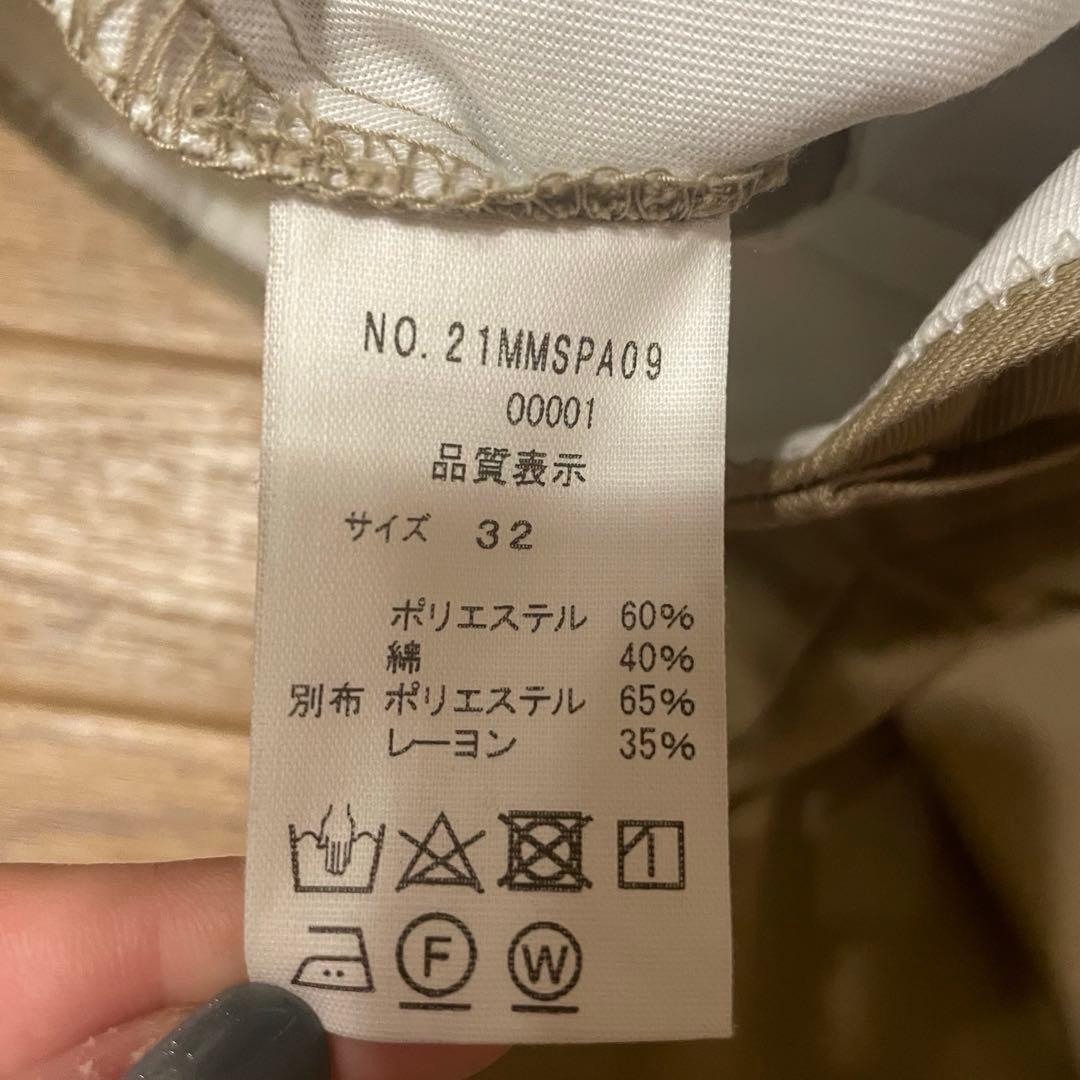 NO.21MMSPA09
00001
品質表示
サイズ 32
ポリエステル 60%
綿 40%
別布 ポリエステル 65%
レーヨン 35%
F W